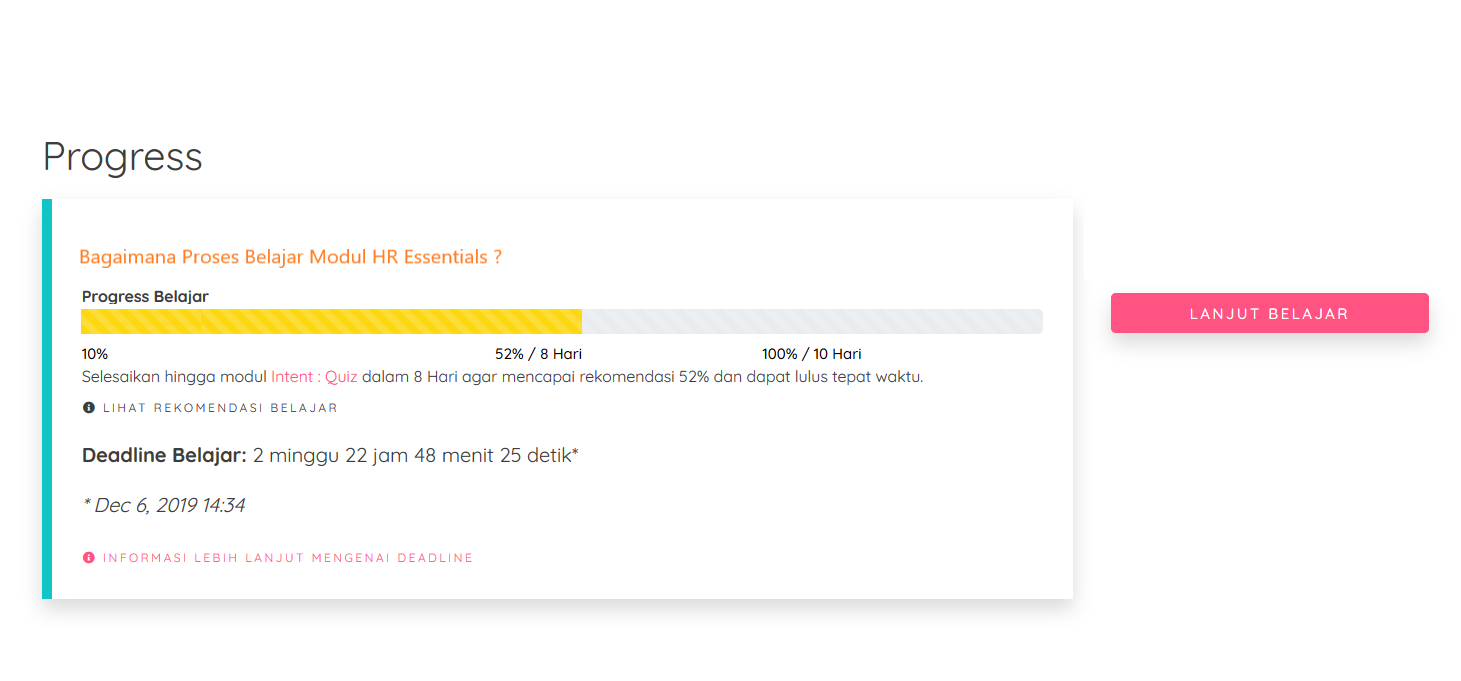 Progress
Bagaimana Proses Belajar Modul HR Essentials ?
Progress Belajar
10% 52% / 8 Hari 100% / 10 Hari
Selesaikan hingga modul Intent : Quiz dalam 8 Hari agar mencapai rekomendasi 52% dan dapat lulus tepat waktu.
LIHAT REKOMENDASI BELAJAR
Deadline Belajar: 2 minggu 22 jam 48 menit 25 detik*
* Dec 6, 2019 14:34
INFORMASI LEBIH LANJUT MENGENAI DEADLINE
LANJUT BELAJAR